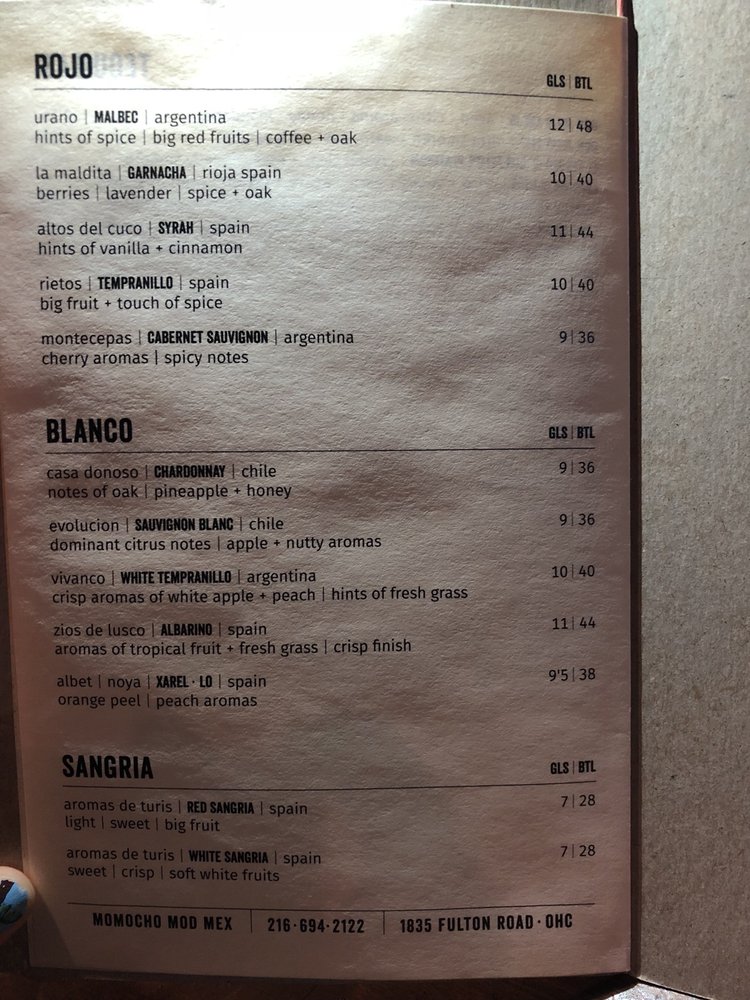 ROJO
GLS | BTL
urano | MALBEC | argentina
12 | 48
hints of spice | big red fruits | coffee + oak
la maldita | GARNACHA | rioja spain
10 | 40
berries | lavender | spice + oak
altos del cuco | SYRAH | spain
11 | 44
hints of vanilla + cinnamon
rietos | TEMPRANILLO | spain
10 | 40
big fruit + touch of spice
montecepas | CABERNET SAUVIGNON | argentina
9 | 36
cherry aromas | spicy notes
BLANCO
GLS | BTL
casa donoso | CHARDONNAY | chile
9 | 36
notes of oak | pineapple + honey
evolucion | SAUVIGNON BLANC | chile
9 | 36
dominant citrus notes | apple + nutty aromas
vivanco | WHITE TEMPRANILLO | argentina
10 | 40
crisp aromas of white apple + peach | hints of fresh grass
zios de lusco | ALBARINO | spain
11 | 44
aromas of tropical fruit + fresh grass | crisp finish
albet | noya | XAREL · LO | spain
9'5 | 38
orange peel | peach aromas
SANGRIA
GLS | BTL
aromas de turis | RED SANGRIA | spain
7 | 28
light | sweet | big fruit
aromas de turis | WHITE SANGRIA | spain
7 | 28
sweet | crisp | soft white fruits
MOMOCHO MOD MEX | 216·694·2122 | 1835 FULTON ROAD · OHC